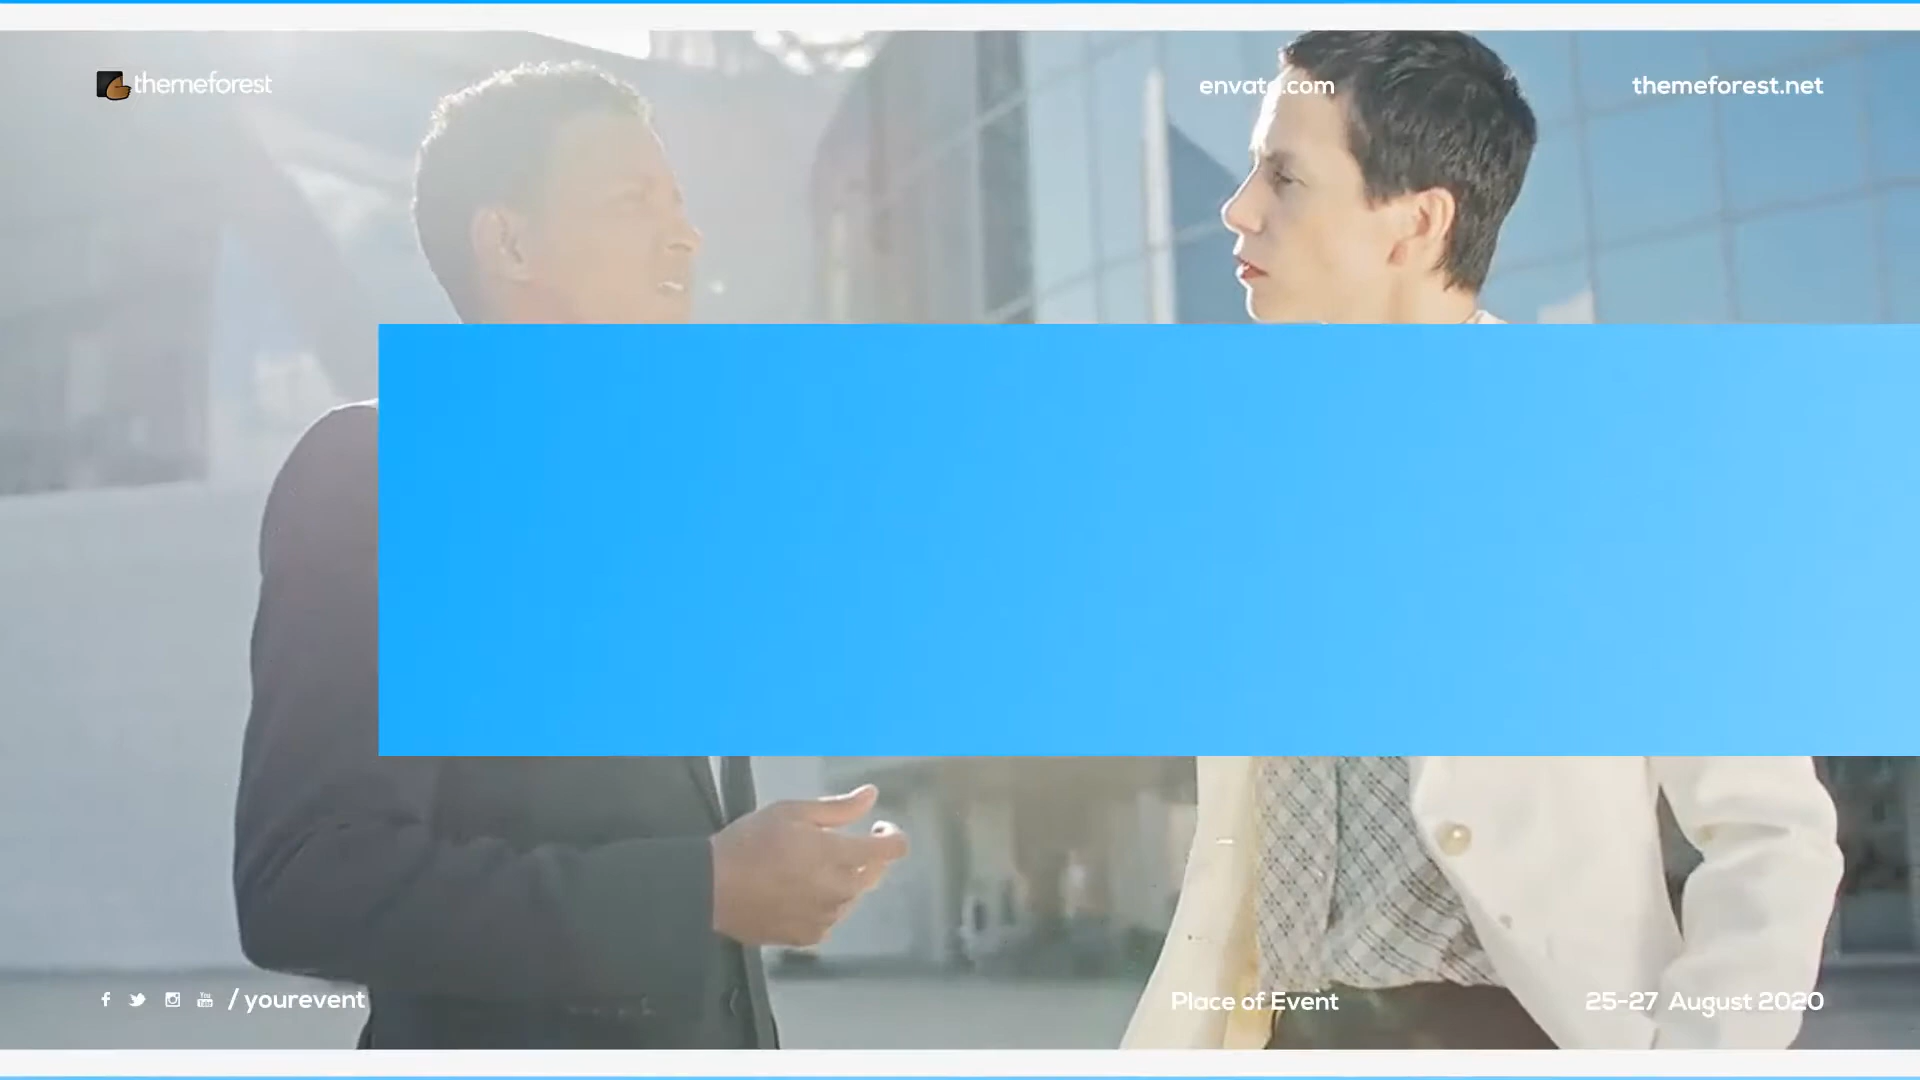 themeforest
envato.com
themeforest.net
/ yourevent
Place of Event
25-27 August 2020